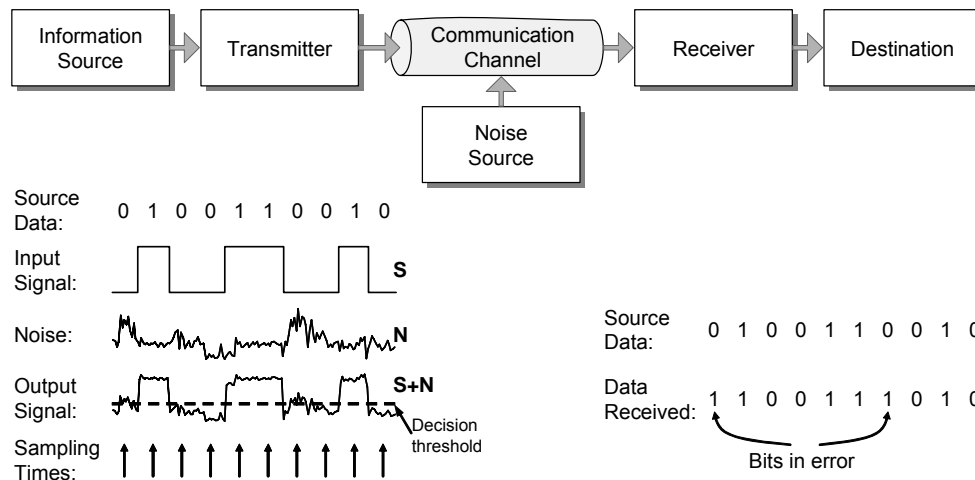 Information
Source
Transmitter
Communication
Channel
Receiver
Destination
Noise
Source
Source
Data:
0 1 0 0 1 1 0 0 1 0
Input
Signal:
S
Noise:
N
Output
Signal:
S+N
Decision
threshold
Sampling
Times:
Source
Data:
0 1 0 0 1 1 0 0 1 0
Data
Received:
1 1 0 0 1 1 1 0 1 0
Bits in error